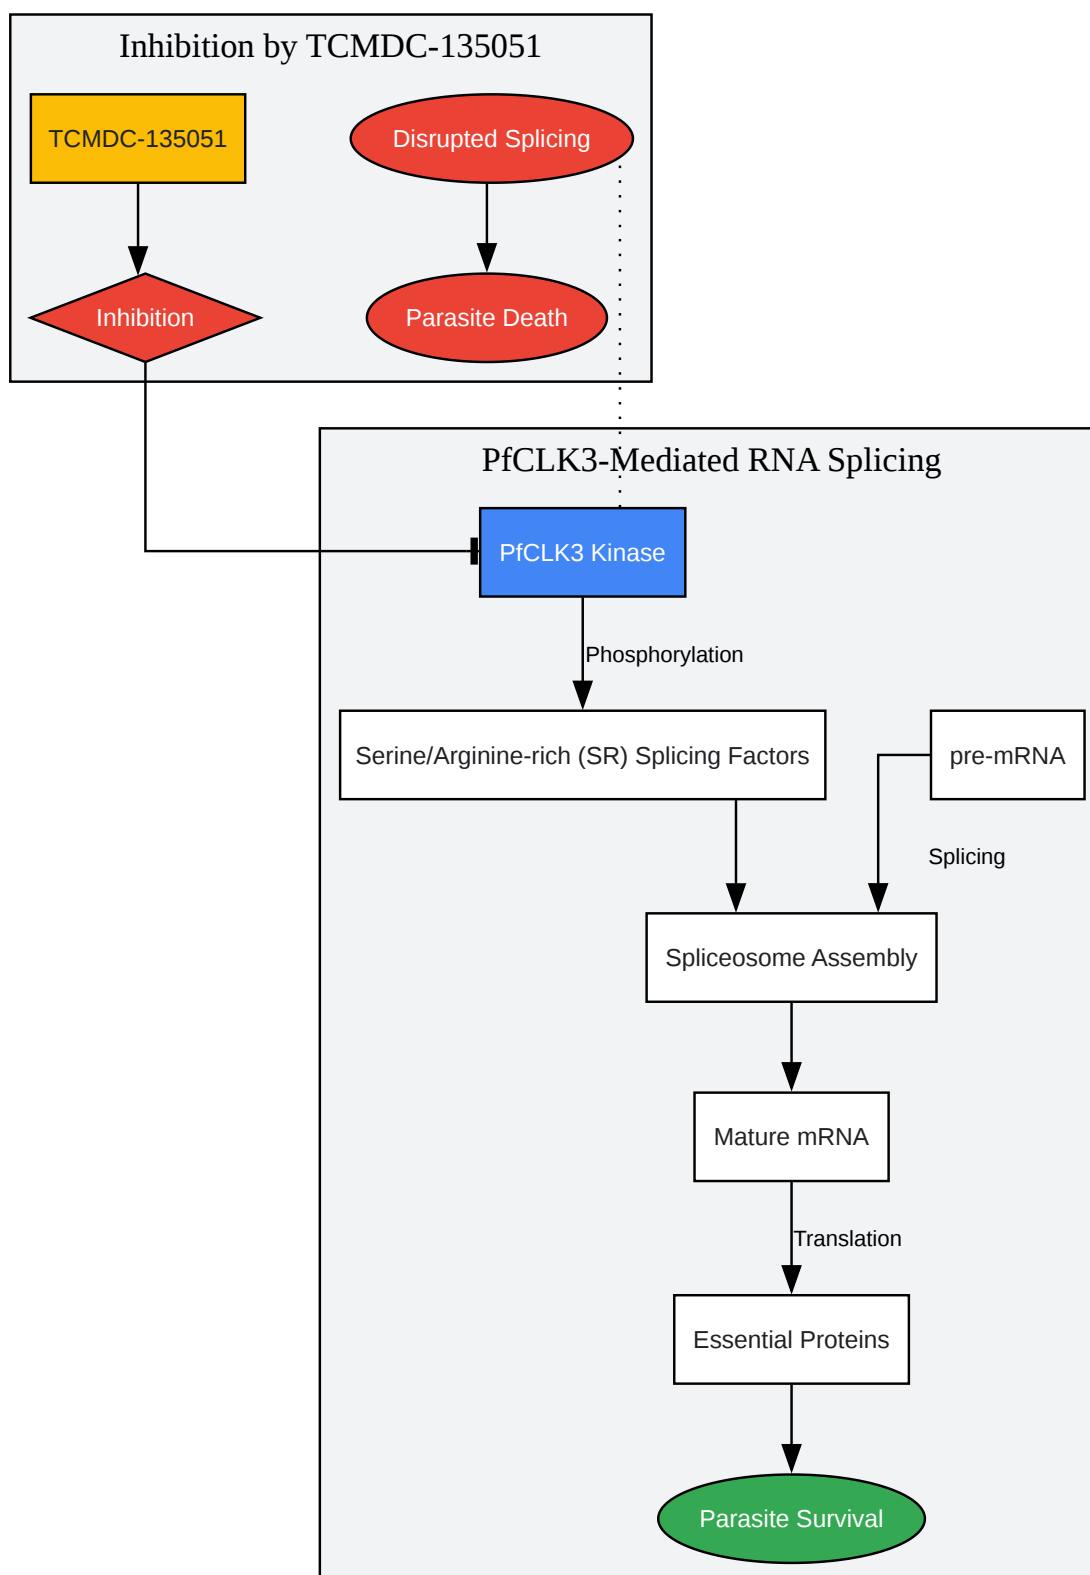 Inhibition by TCMDC-135051
TCMDC-135051
Disrupted Splicing
Inhibition
Parasite Death
PfCLK3-Mediated RNA Splicing
PfCLK3 Kinase
Phosphorylation
Serine/Arginine-rich (SR) Splicing Factors
pre-mRNA
Splicing
Spliceosome Assembly
Mature mRNA
Translation
Essential Proteins
Parasite Survival